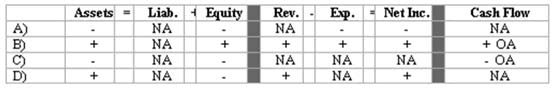 Assets = Liab. + Equity Rev. - Exp. = Net Inc. Cash Flow
A) - NA - NA - - NA
B) + NA + + + + + OA
C) - NA - NA NA NA - OA
D) + NA - + NA + NA